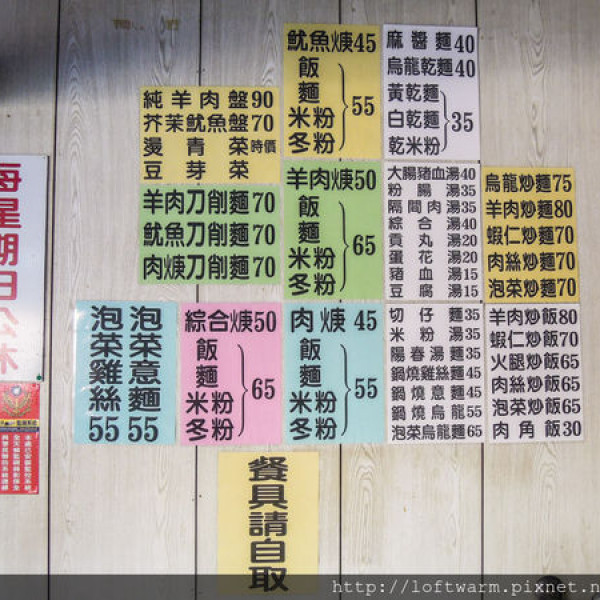 魷魚焿45
飯
麵
米粉
冬粉
55
麻醬麵40
烏龍乾麵40
黃乾麵
白乾麵
乾米粉
35
純羊肉盤90
芥茉魷魚盤70
燙青菜時價
豆芽菜
羊肉刀削麵70
魷魚刀削麵70
肉焿刀削麵70
羊肉焿50
飯
麵
米粉
冬粉
65
大腸豬血湯40
粉腸湯35
隔間肉湯35
綜合湯40
貢丸湯20
蛋花湯20
豬血湯15
豆腐湯15
烏龍炒麵75
羊肉炒麵80
蝦仁炒麵70
肉絲炒麵70
泡菜炒麵70
泡菜意麵55
泡菜雞絲55
綜合焿50
飯
麵
米粉
冬粉
65
肉焿45
飯
麵
米粉
冬粉
55
切仔麵35
米粉湯35
陽春湯麵35
鍋燒雞絲麵45
鍋燒意麵45
鍋燒烏龍55
泡菜烏龍麵65
羊肉炒飯80
蝦仁炒飯70
火腿炒飯65
肉絲炒飯65
泡菜炒飯65
肉角飯30
每星期日公休
餐具請自取
http://loftwarm.pixnet.n